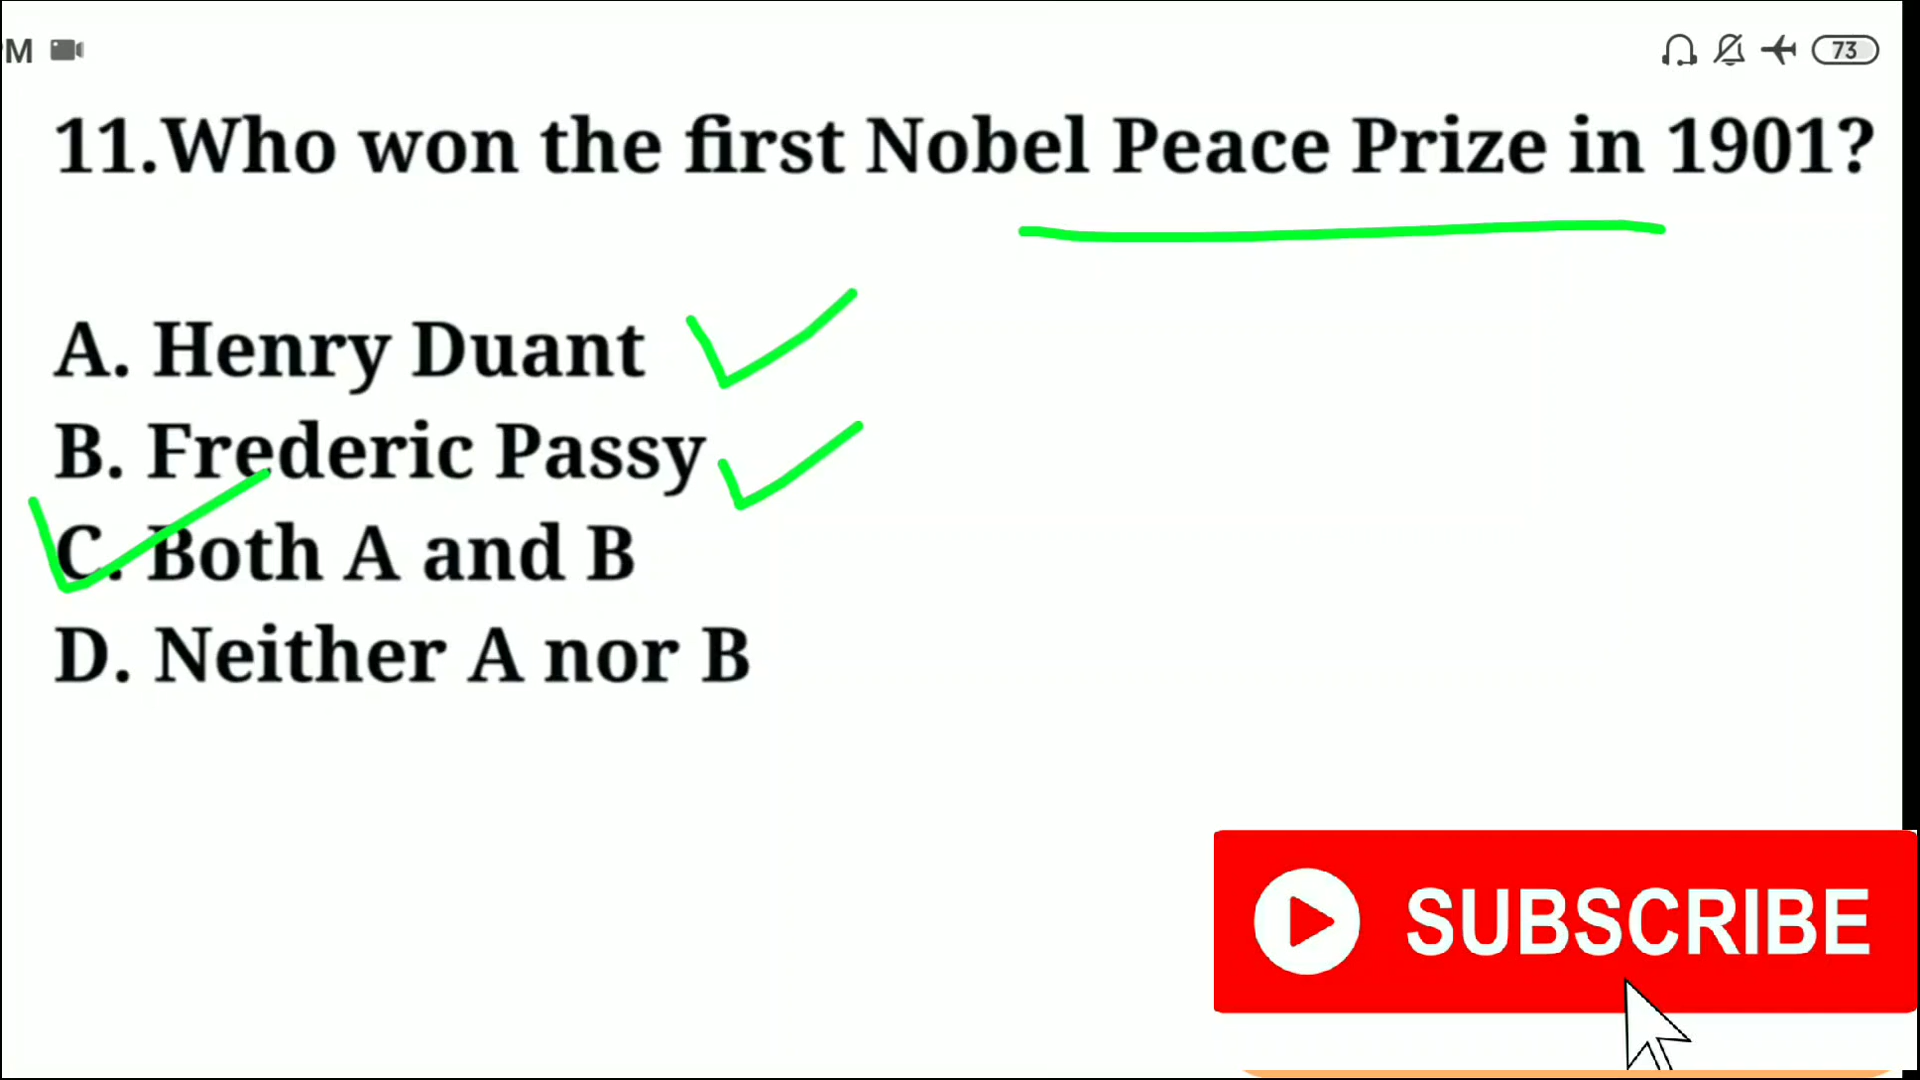 M
73
11.Who won the first Nobel Peace Prize in 1901?
A. Henry Duant
B. Frederic Passy
C. Both A and B
D. Neither A nor B
SUBSCRIBE